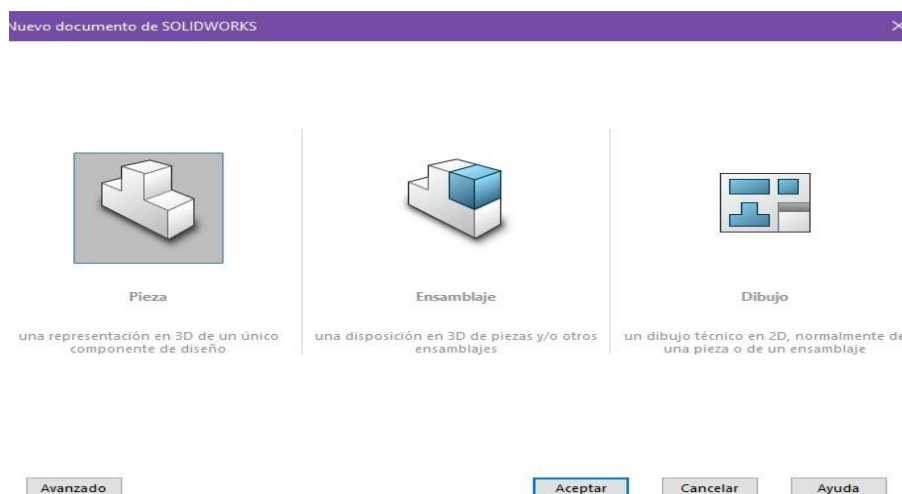 Nuevo documento de SOLIDWORKS
Pieza
una representación en 3D de un único
componente de diseño
Ensamblaje
una disposición en 3D de piezas y/o otros
ensamblajes
Dibujo
un dibujo técnico en 2D, normalmente de
una pieza o de un ensamblaje
Avanzado
Aceptar
Cancelar
Ayuda